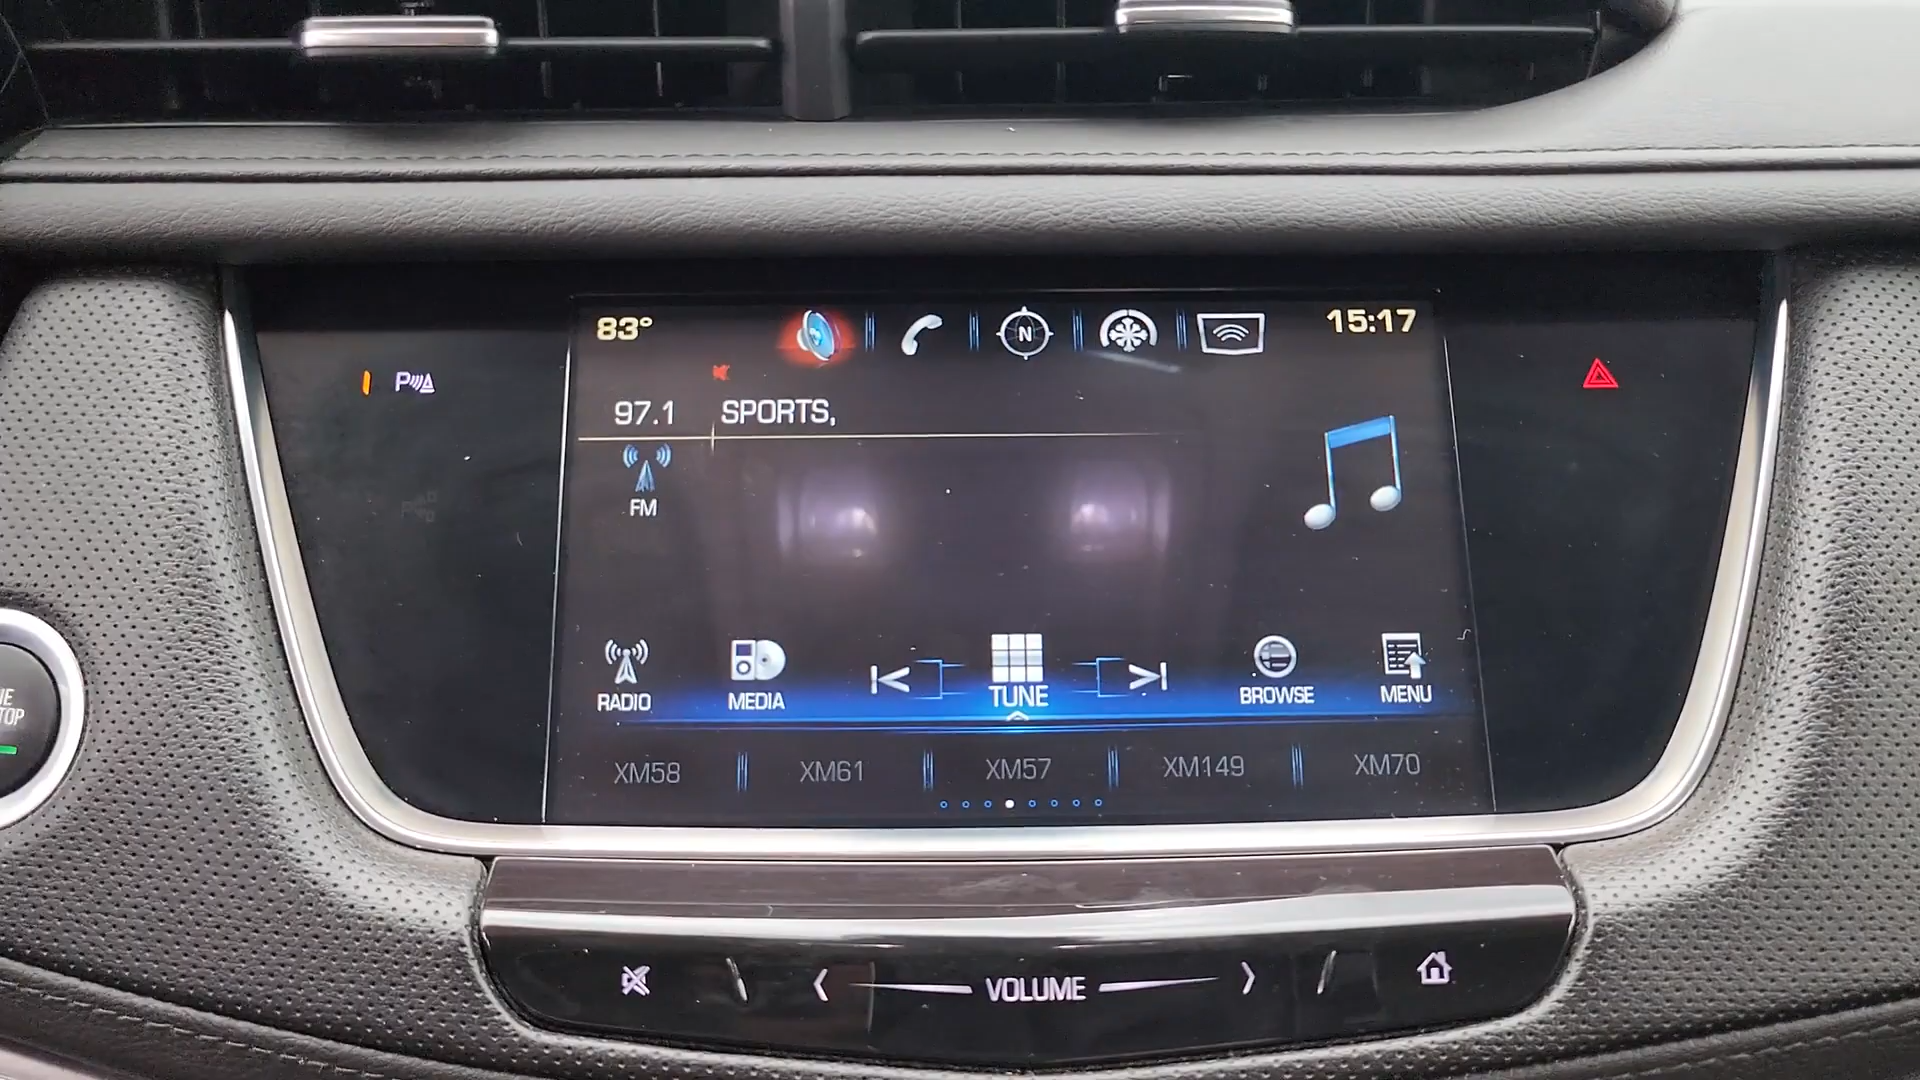 83°
15:17
N
97.1
SPORTS,
FM
RADIO
MEDIA
TUNE
BROWSE
MENU
XM58
XM61
XM57
XM149
XM70
VOLUME